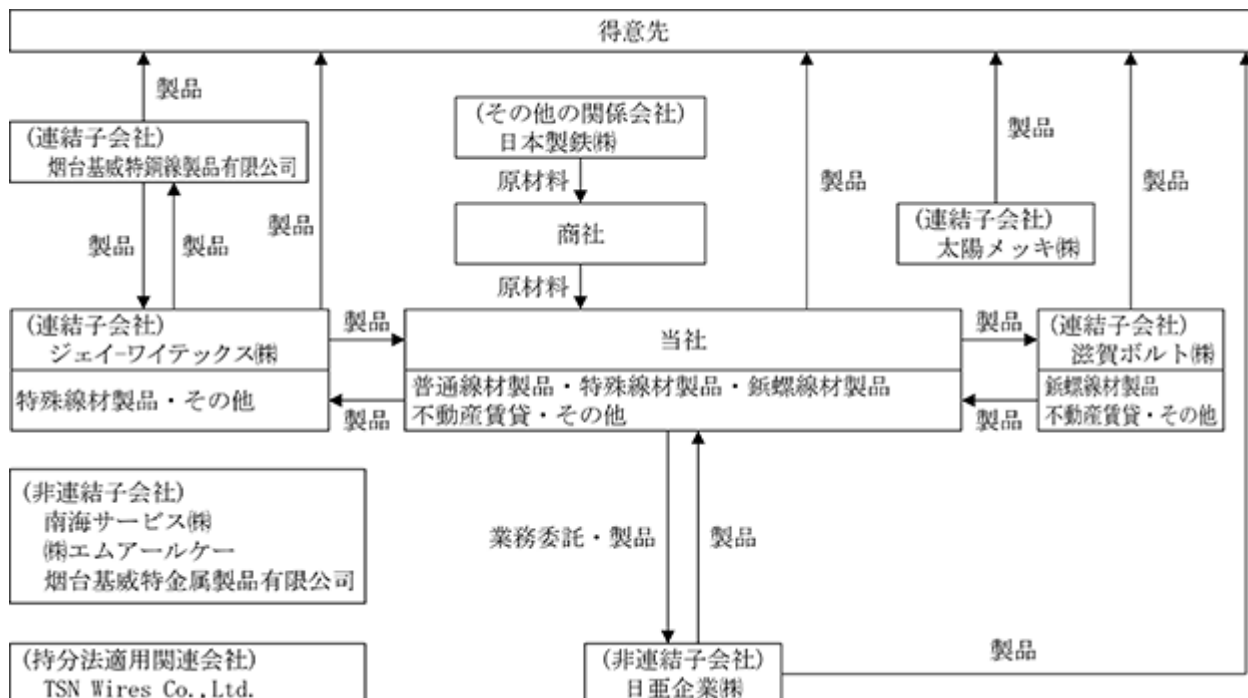 得意先
製品
(連結子会社)
烟台基威特鋼線製品有限公司
製品
製品
製品
(その他の関係会社)
日本製鉄㈱
原材料
商社
原材料
製品
製品
(連結子会社)
太陽メッキ㈱
製品
(連結子会社)
ジェイ-ワイテックス㈱
特殊線材製品・その他
製品
製品
当社
普通線材製品・特殊線材製品・鋲螺線材製品
不動産賃貸・その他
製品
製品
(連結子会社)
滋賀ボルト㈱
鋲螺線材製品
不動産賃貸・その他
(非連結子会社)
南海サービス㈱
㈱エムアールケー
烟台基威特金属製品有限公司
業務委託・製品
製品
(持分法適用関連会社)
TSN Wires Co.,Ltd.
(非連結子会社)
日亜企業㈱
製品